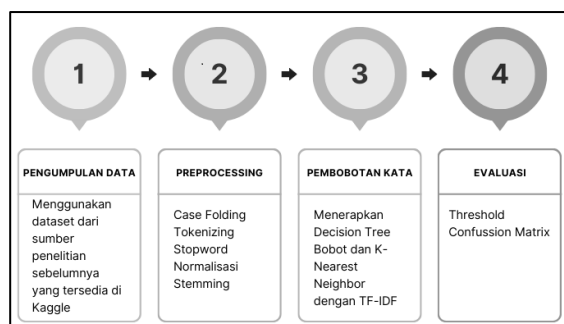 1
2
3
4
PENGUMPULAN DATA
Menggunakan
dataset dari
sumber
penelitian
sebelumnya
yang tersedia di
Kaggle
PREPROCESSING
Case Folding
Tokenizing
Stopword
Normalisasi
Stemming
PEMBOBOTAN KATA
Menerapkan
Decision Tree
Bobot dan K-
Nearest
Neighbor
dengan TF-IDF
EVALUASI
Threshold
Confussion Matrix